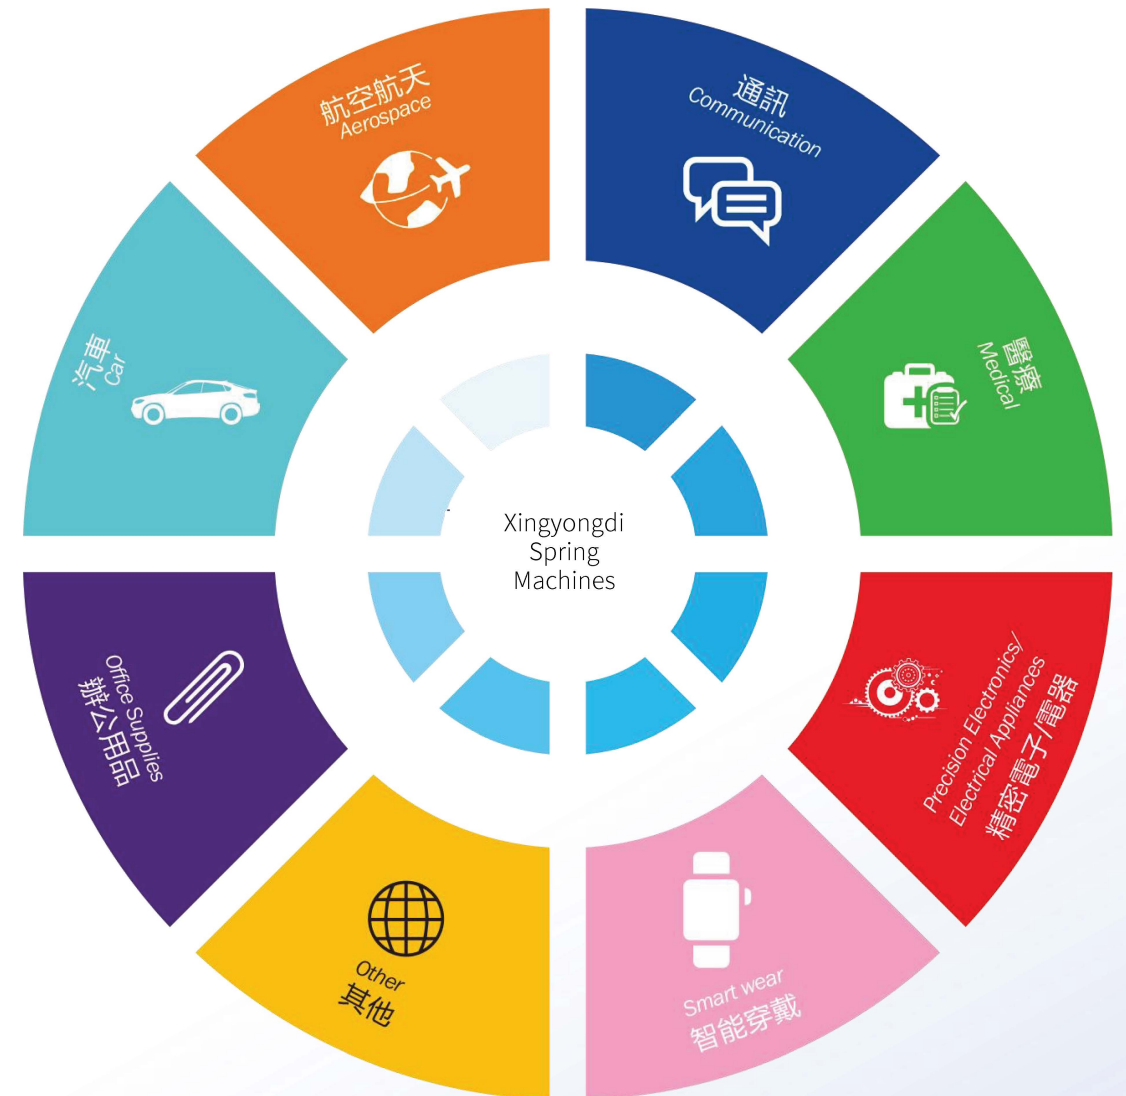 航空航天
Aerospace
通訊
Communication
醫療
Medical
汽車
Car
Xingyongdi
Spring
Machines
Office Supplies
辦公用品
Precision Electronics/
Electrical Appliances
精密電子/電器
Other
其他
Smart wear
智能穿戴